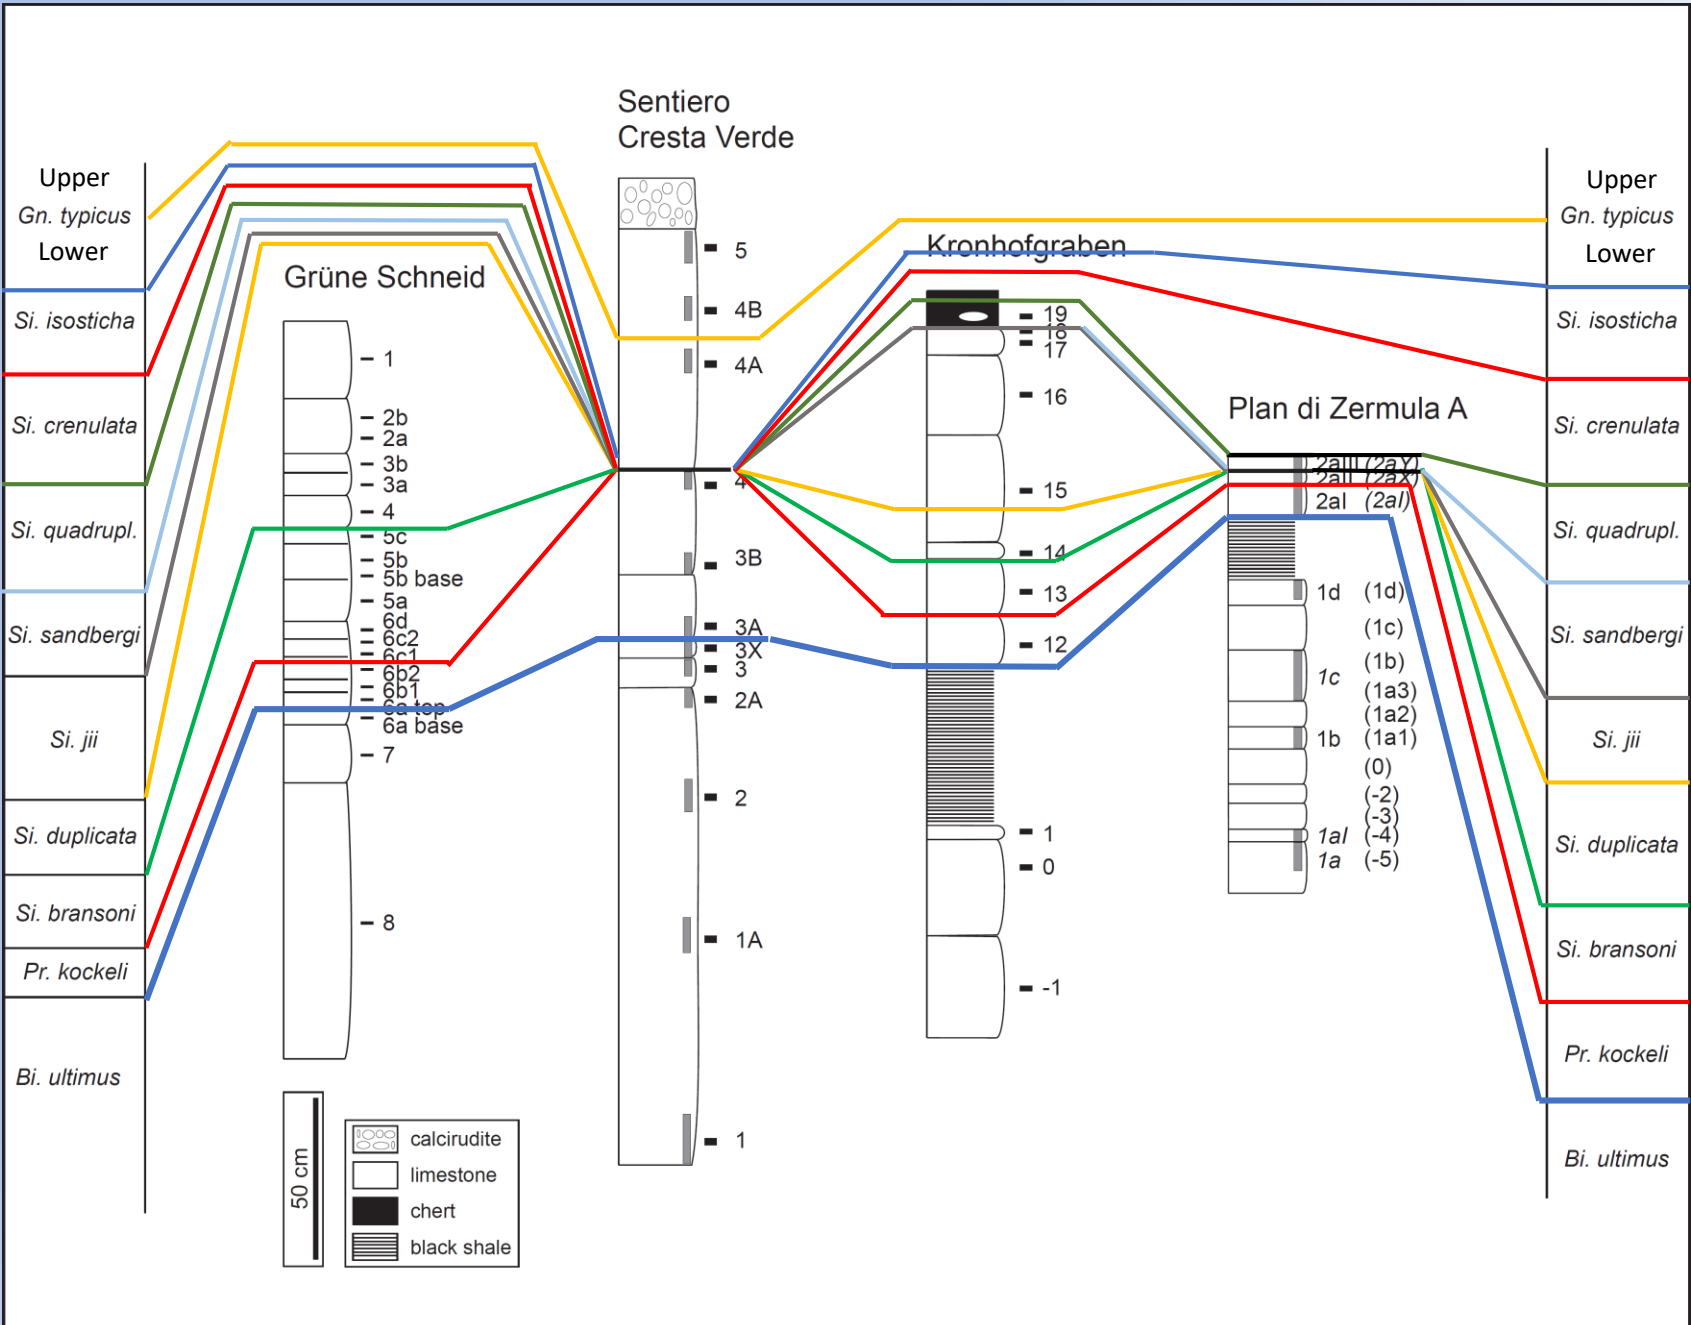 Upper
Gn. typicus
Lower
Si. isosticha
Si. crenulata
Si. quadrupl.
Si. sandbergi
Si. jii
Si. duplicata
Si. bransoni
Pr. kockeli
Bi. ultimus
Grüne Schneid
1
2b
2a
3b
3a
4
5c
5b
5b base
5a
6d
6c2
6c1
6b2
6b1
6a top
6a base
7
8
50 cm
calcirudite
limestone
chert
black shale
Sentiero
Cresta Verde
5
4B
4A
4
3B
3A
3X
3
2A
2
1A
1
Kronhofgraben
19
18
17
16
15
14
13
12
1
0
-1
Plan di Zermula A
2aIII (2aY)
2aII (2aX)
2aI (2aI)
1d (1d)
(1c)
(1b)
1c
(1a3)
(1a2)
1b (1a1)
(0)
(-2)
(-3)
1aI (-4)
1a (-5)
Upper
Gn. typicus
Lower
Si. isosticha
Si. crenulata
Si. quadrupl.
Si. sandbergi
Si. jii
Si. duplicata
Si. bransoni
Pr. kockeli
Bi. ultimus